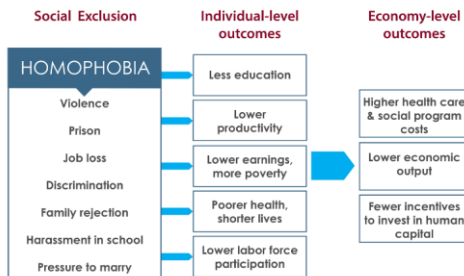 Social Exclusion
HOMOPHOBIA
Violence
Prison
Job loss
Discrimination
Family rejection
Harassment in school
Pressure to marry
Individual-level
outcomes
Less education
Lower
productivity
Lower earnings,
more poverty
Poorer health,
shorter lives
Lower labor force
participation
Economy-level
outcomes
Higher health care
& social program
costs
Lower economic
output
Fewer incentives
to invest in human
capital